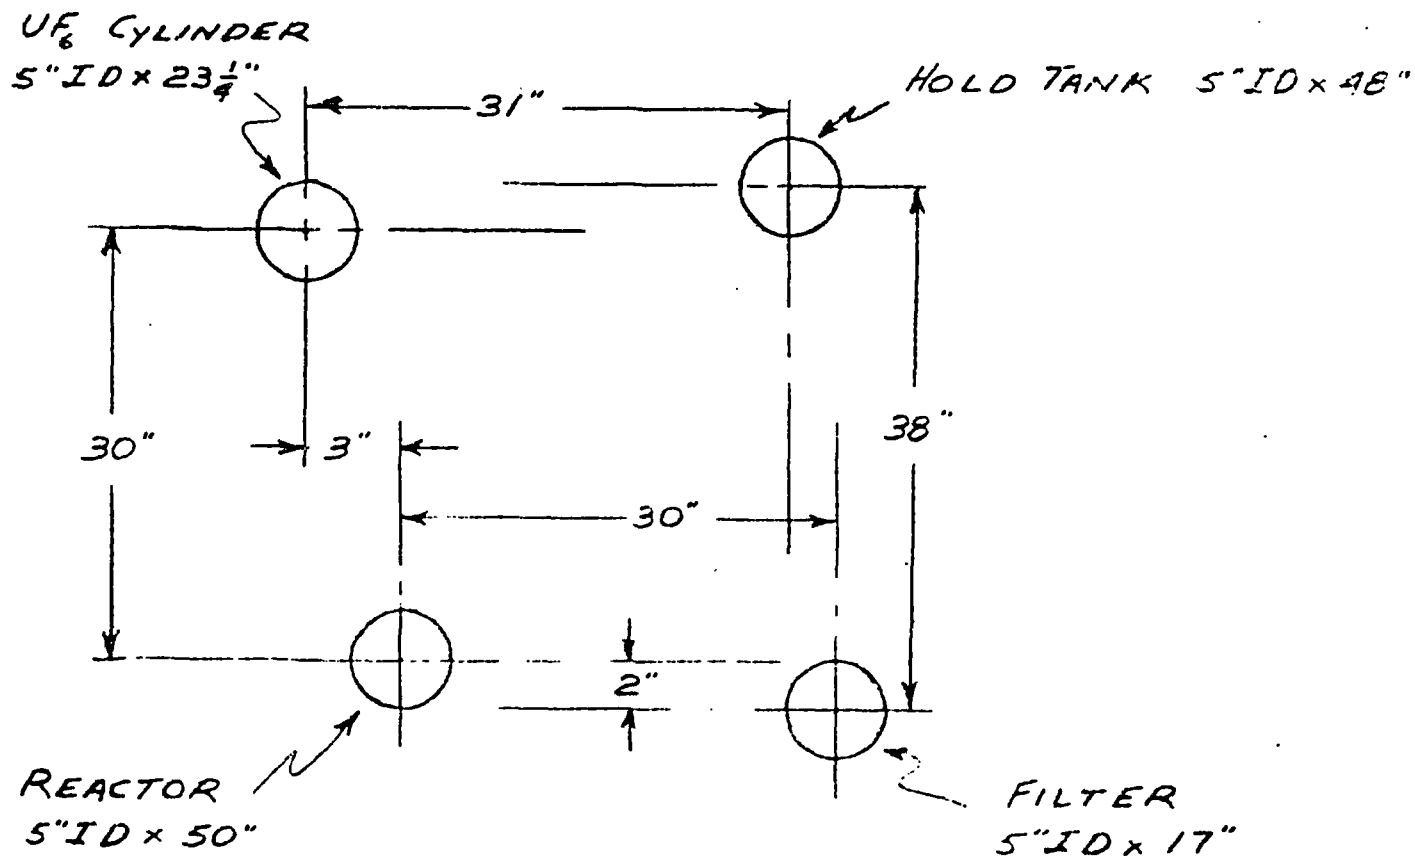 UF₆ CYLINDER
5" ID x 23 1/4"
HOLD TANK 5" ID x 48"
31"
30"
3"
38"
30"
2"
REACTOR
5" ID x 50"
FILTER
5" ID x 17"